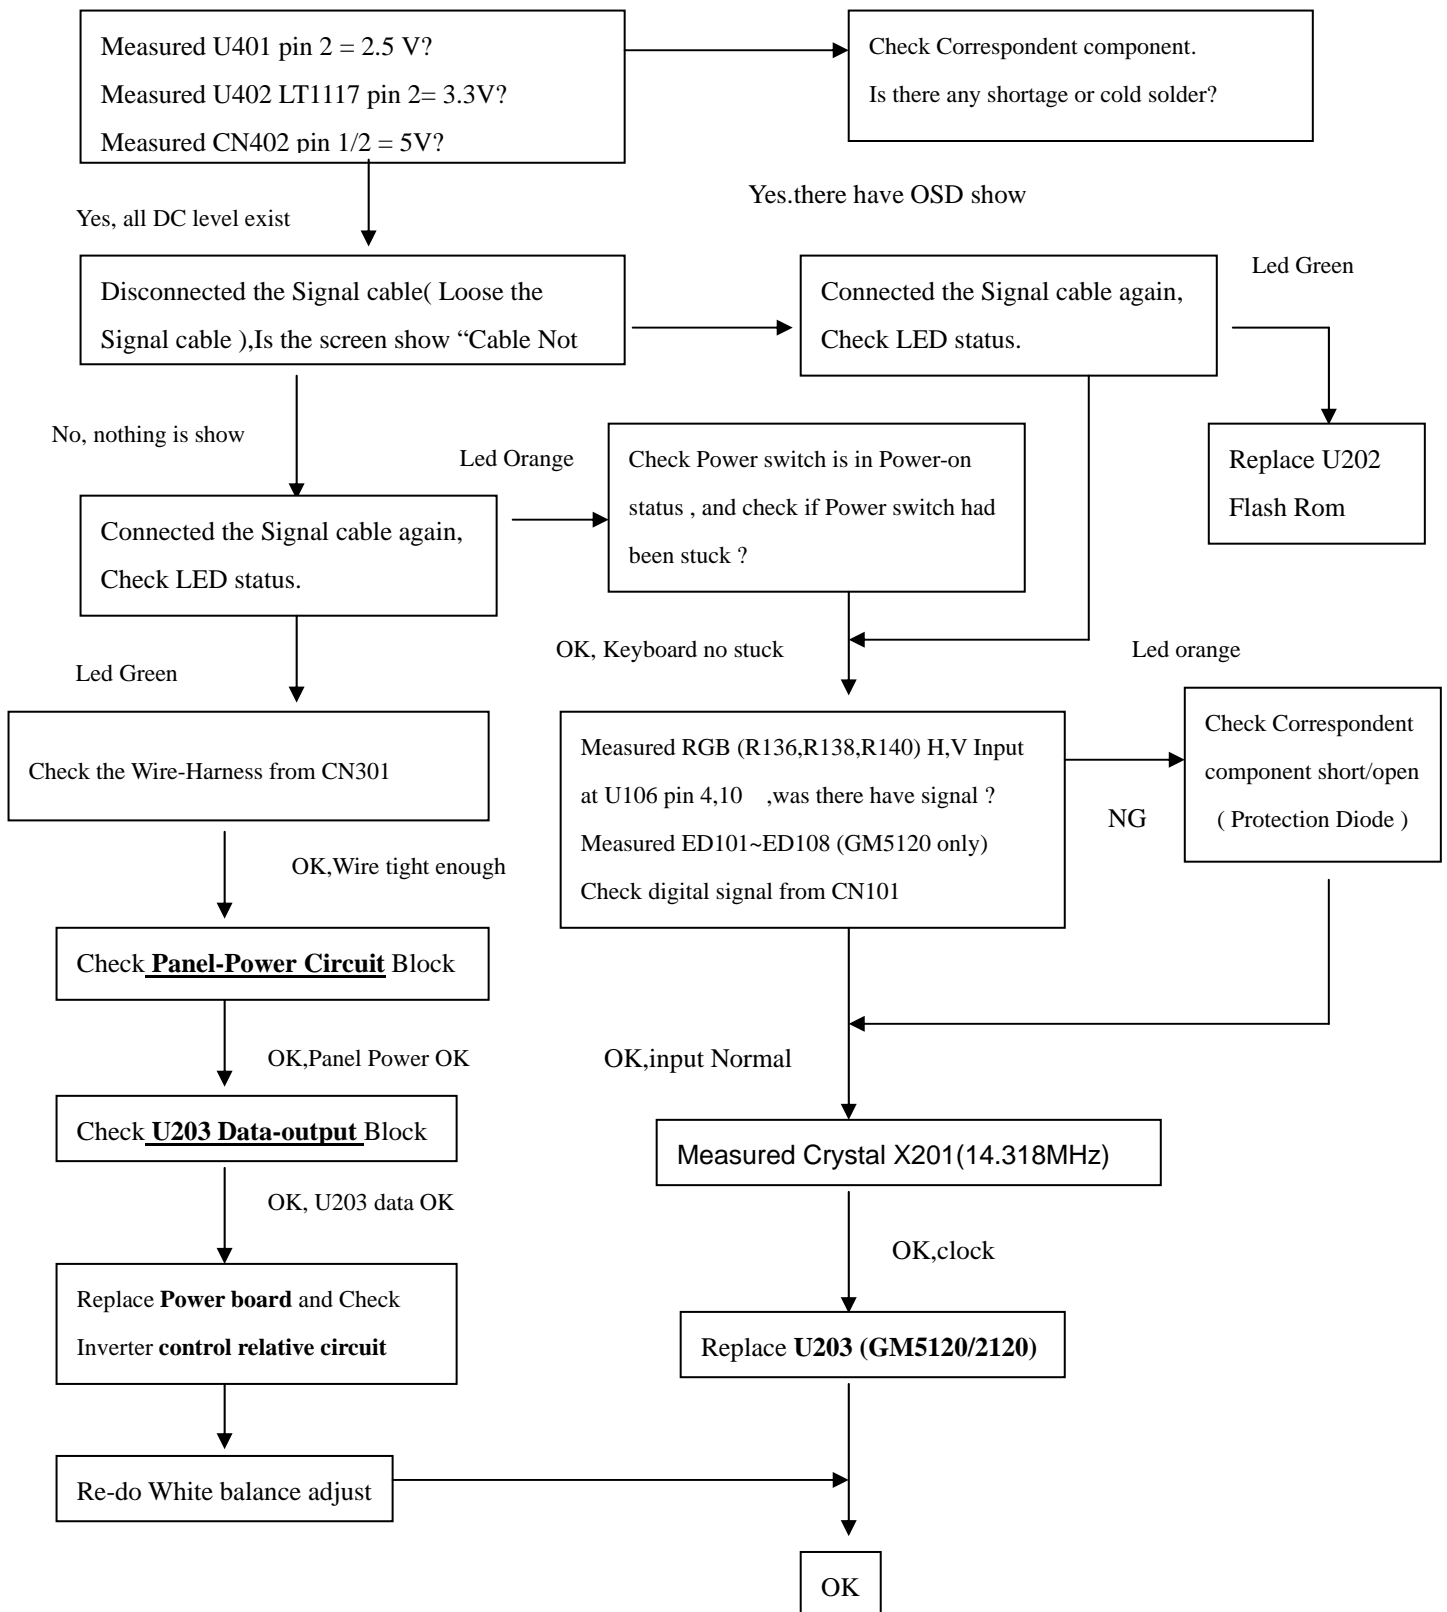 Measured U401 pin 2 = 2.5 V?
Measured U402 LT1117 pin 2= 3.3V?
Measured CN402 pin 1/2 = 5V?
Check Correspondent component.
Is there any shortage or cold solder?
Yes, all DC level exist
Yes.there have OSD show
Disconnected the Signal cable( Loose the
Signal cable ),Is the screen show “Cable Not
Connected the Signal cable again,
Check LED status.
Led Green
No, nothing is show
Led Orange
Check Power switch is in Power-on
status , and check if Power switch had
been stuck ?
Replace U202
Flash Rom
Connected the Signal cable again,
Check LED status.
OK, Keyboard no stuck
Led orange
Led Green
Check the Wire-Harness from CN301
Measured RGB (R136,R138,R140) H,V Input
at U106 pin 4,10 ,was there have signal ?
Measured ED101~ED108 (GM5120 only)
Check digital signal from CN101
NG
Check Correspondent
component short/open
( Protection Diode )
OK,Wire tight enough
Check Panel-Power Circuit Block
OK,Panel Power OK
OK,input Normal
Check U203 Data-output Block
Measured Crystal X201(14.318MHz)
OK, U203 data OK
OK,clock
Replace Power board and Check
Inverter control relative circuit
Replace U203 (GM5120/2120)
Re-do White balance adjust
OK